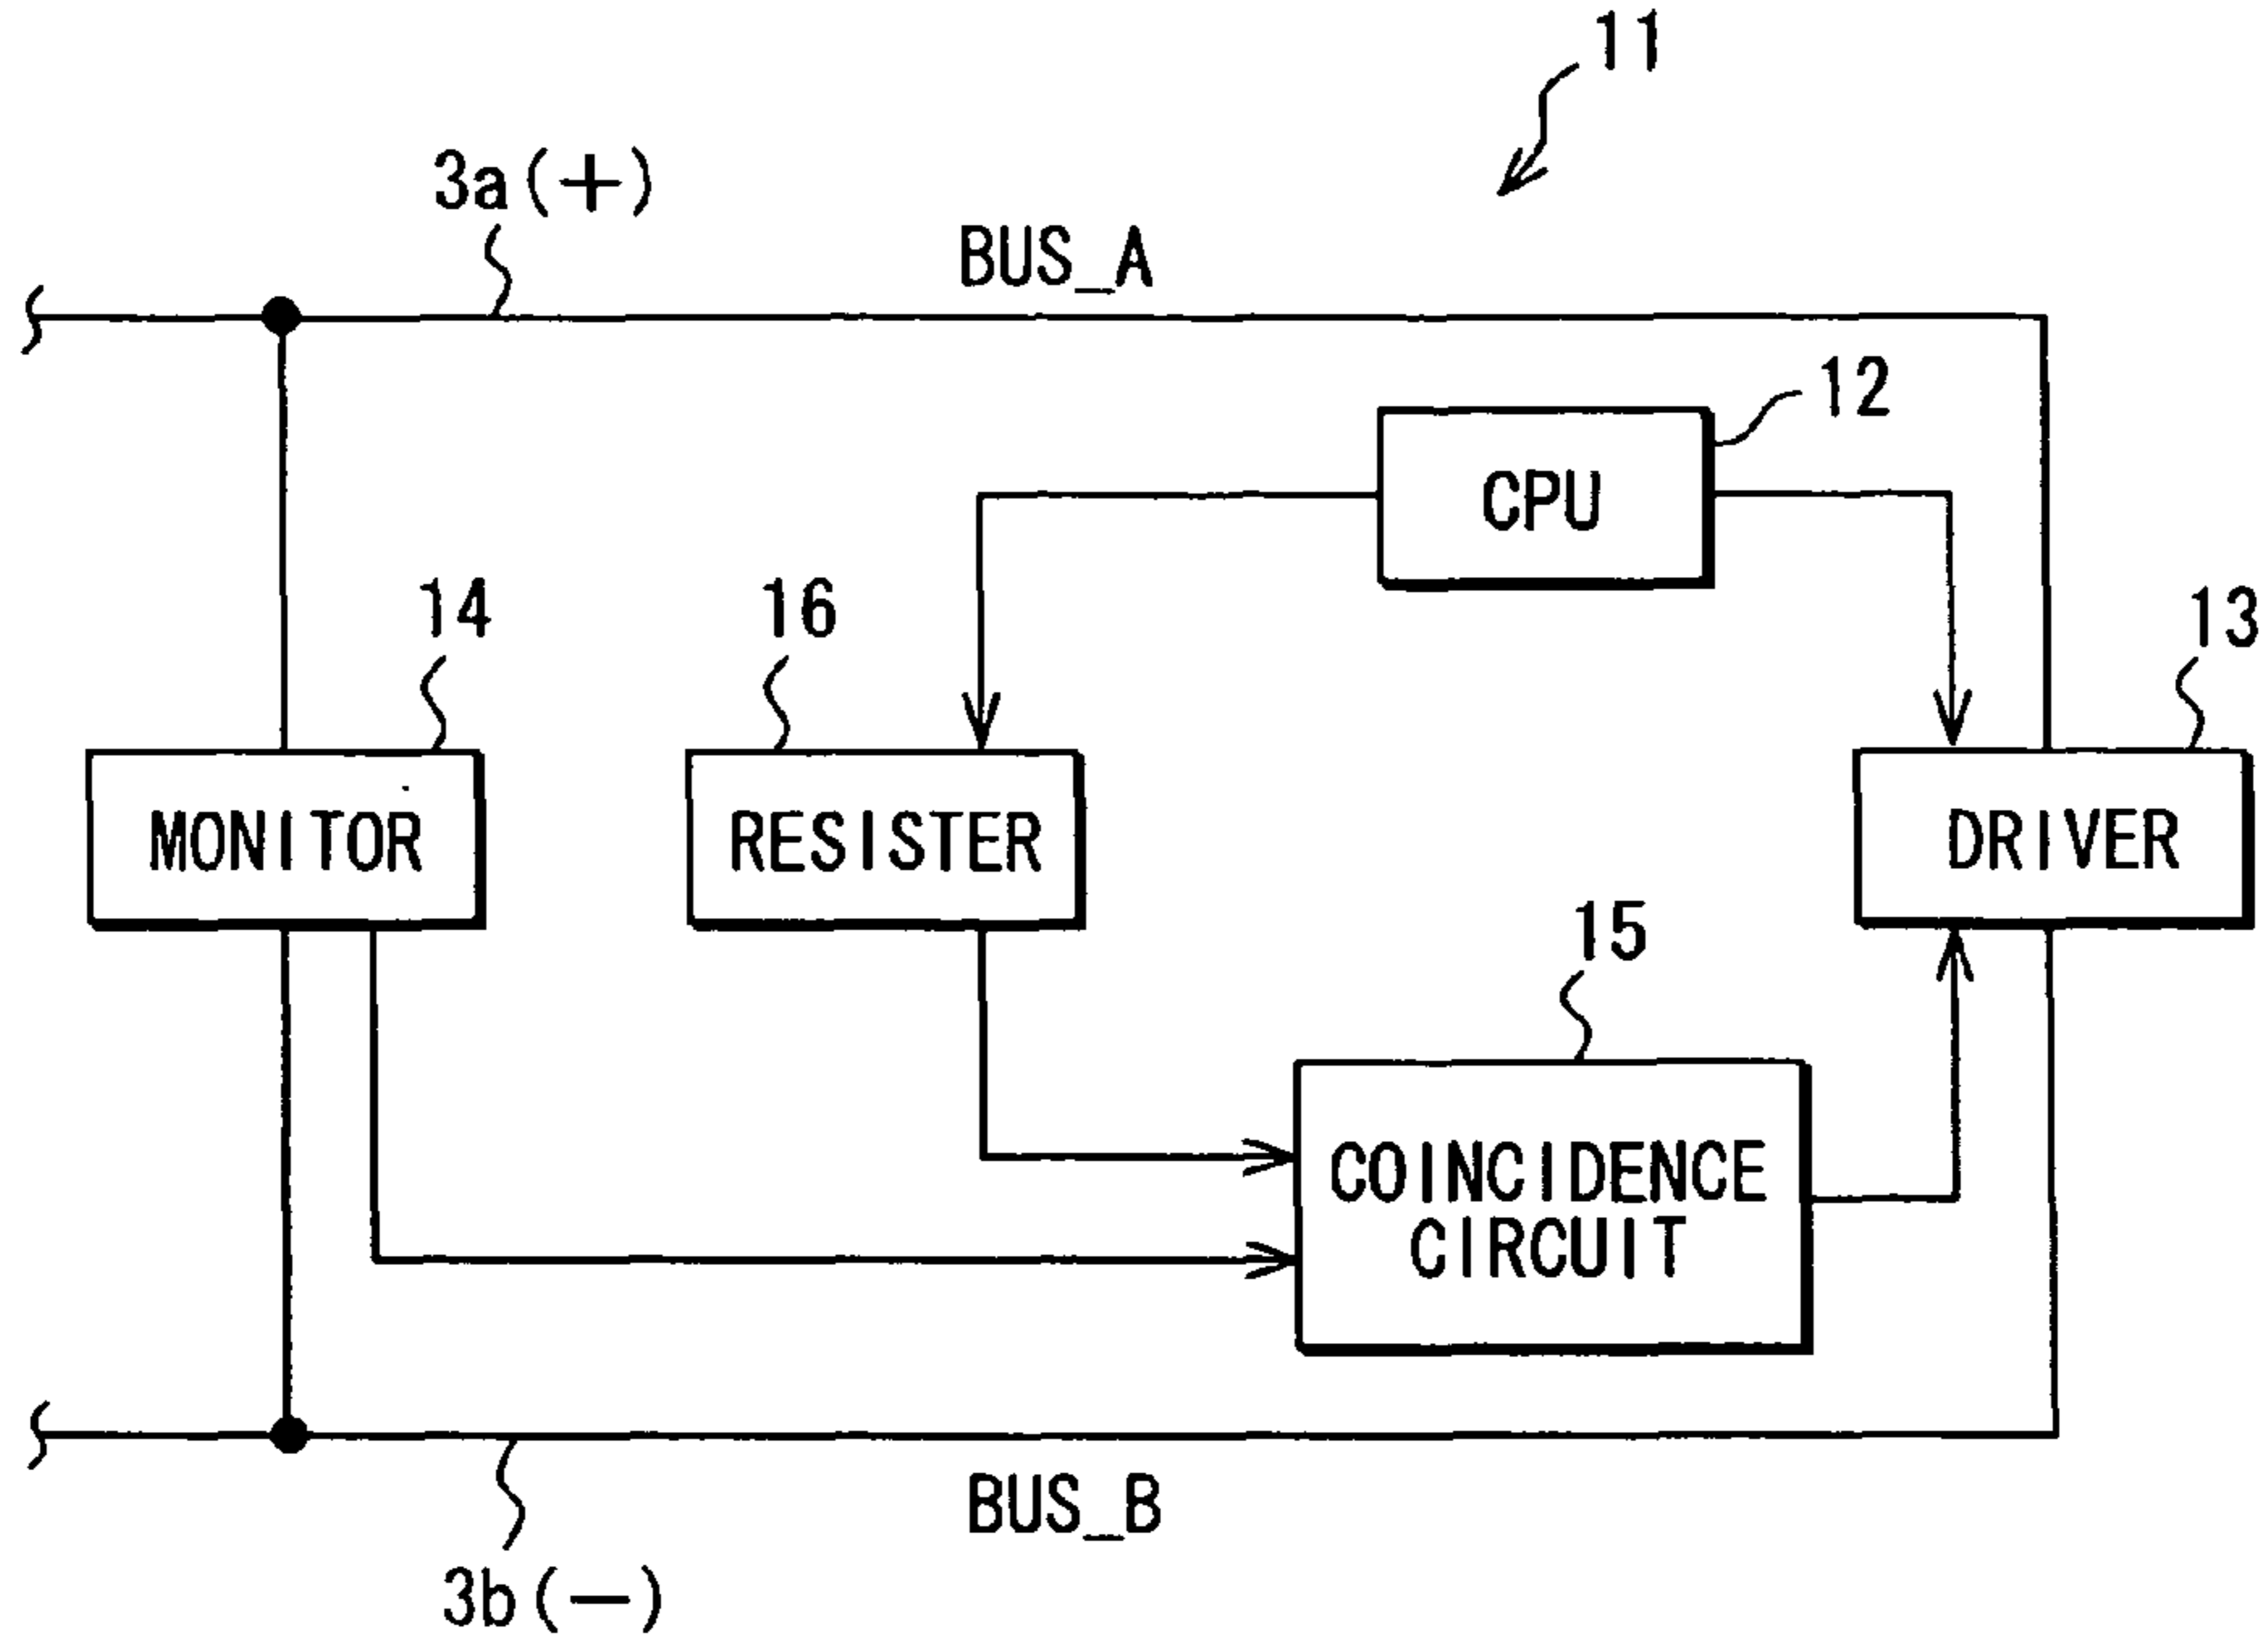 11
3a(+)
BUS_A
12
CPU
14
16
13
MONITOR
RESISTER
DRIVER
15
COINCIDENCE
CIRCUIT
BUS_B
3b(—)